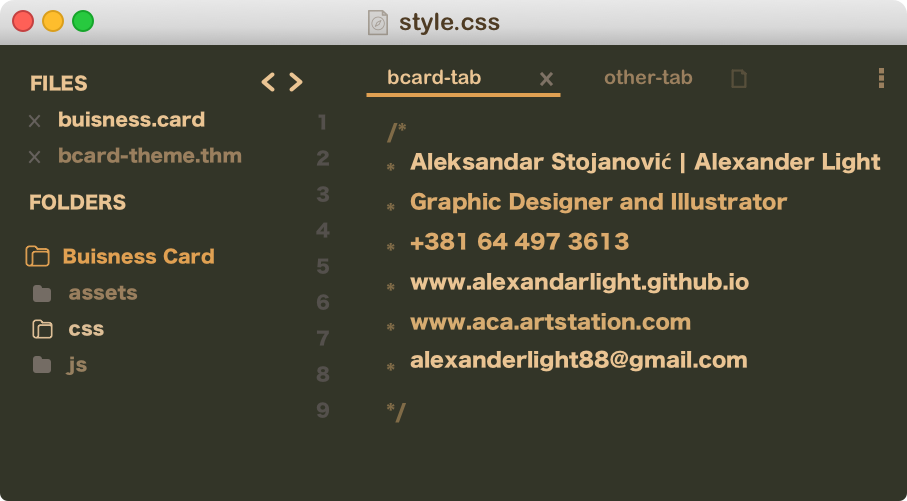 style.css
FILES
< >
buisness.card
bcard-theme.thm
FOLDERS
Buisness Card
assets
css
js
bcard-tab × other-tab
1 /*
2 * Aleksandar Stojanović | Alexander Light
3 * Graphic Designer and Illustrator
4 * +381 64 497 3613
5 * www.alexandarlight.github.io
6 * www.aca.artstation.com
7 * alexanderlight88@gmail.com
8
9 */